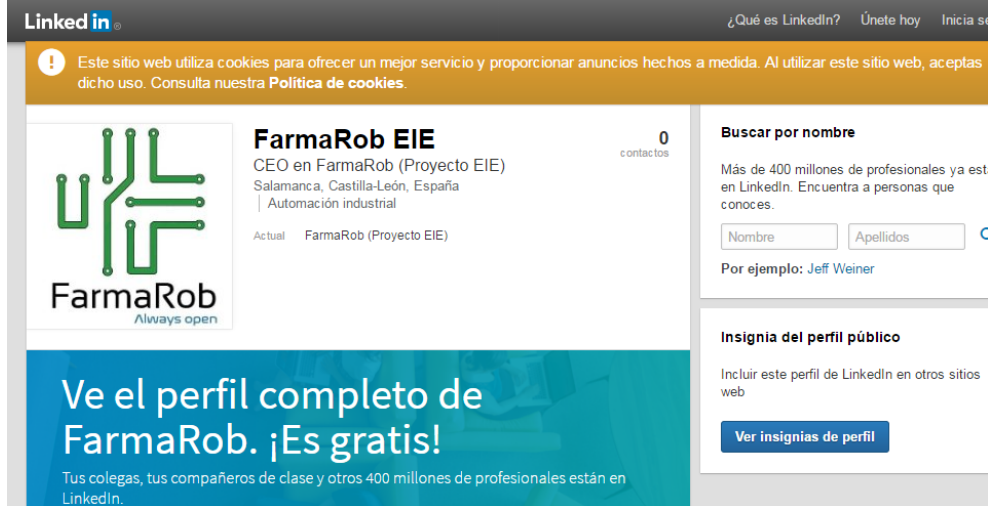 Linked in ®
¿Qué es LinkedIn? Únete hoy Inicia
! Este sitio web utiliza cookies para ofrecer un mejor servicio y proporcionar anuncios hechos a medida. Al utilizar este sitio web, aceptas
dicho uso. Consulta nuestra Política de cookies.
FarmaRob
Always open
FarmaRob EIE
CEO en FarmaRob (Proyecto EIE)
Salamanca, Castilla-León, España
Automación industrial
Actual FarmaRob (Proyecto EIE)
0
contactos
Ve el perfil completo de
FarmaRob. ¡Es gratis!
Tus colegas, tus compañeros de clase y otros 400 millones de profesionales están en
LinkedIn.
Buscar por nombre
Más de 400 millones de profesionales ya est
en LinkedIn. Encuentra a personas que
conoces.
Nombre Apellidos
Por ejemplo: Jeff Weiner
Insignia del perfil público
Incluir este perfil de LinkedIn en otros sitios
web
Ver insignias de perfil